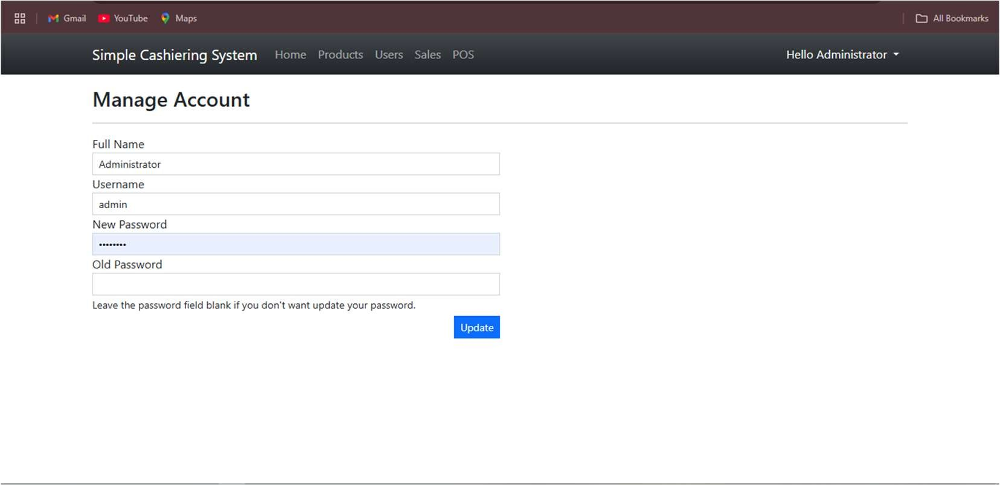 Gmail YouTube Maps All Bookmarks
Simple Cashiering System Home Products Users Sales POS Hello Administrator
Manage Account
Full Name
Administrator
Username
admin
New Password
••••••••
Old Password
Leave the password field blank if you don't want update your password.
Update